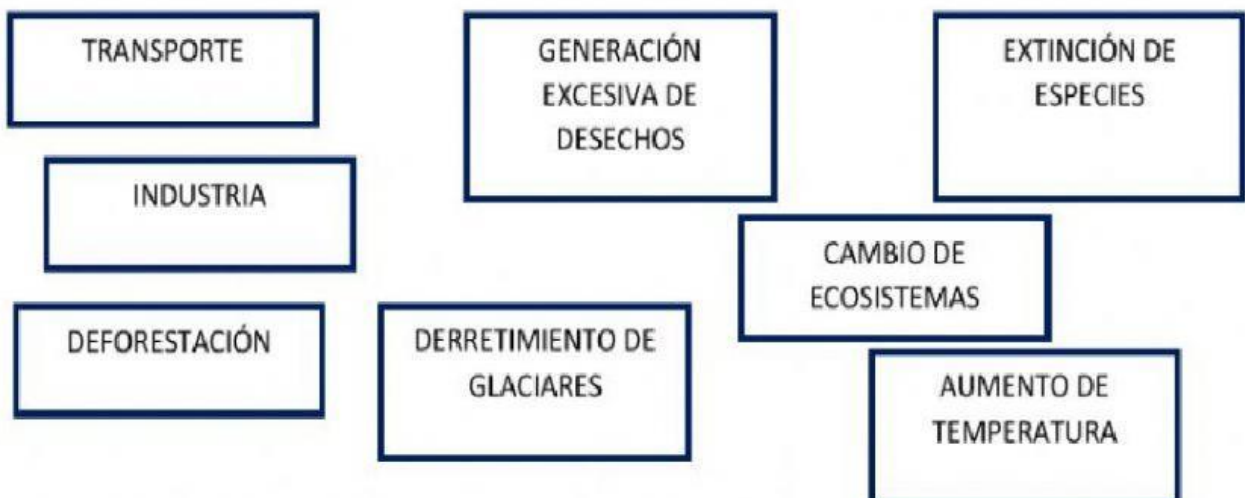 TRANSPORTE
GENERACIÓN
EXCESIVA DE
DESECHOS
EXTINCIÓN DE
ESPECIES
INDUSTRIA
CAMBIO DE
ECOSISTEMAS
DEFORESTACIÓN
DERRETIMIENTO DE
GLACIARES
AUMENTO DE
TEMPERATURA